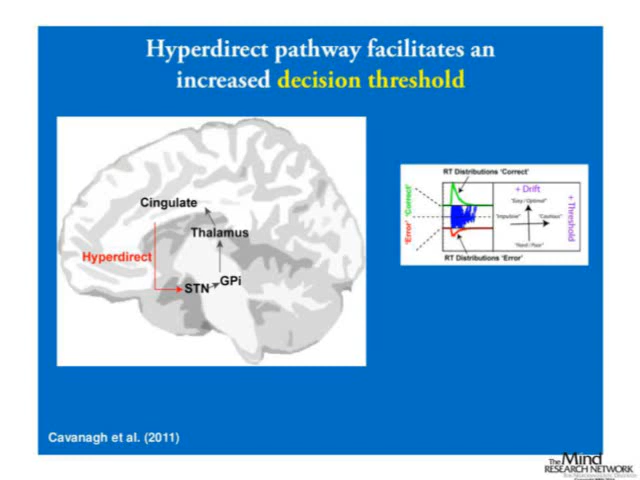 Hyperdirect pathway facilitates an
increased decision threshold
Cingulate
Thalamus
Hyperdirect
STN
GPi
RT Distributions 'Correct'
'Error' 'Correct'
+ Drift
"Easy / Optimal"
"Impulsive"
"Cautious"
"Hard / Poor"
+ Threshold
RT Distributions 'Error'
Cavanagh et al. (2011)
The Mind
RESEARCH NETWORK